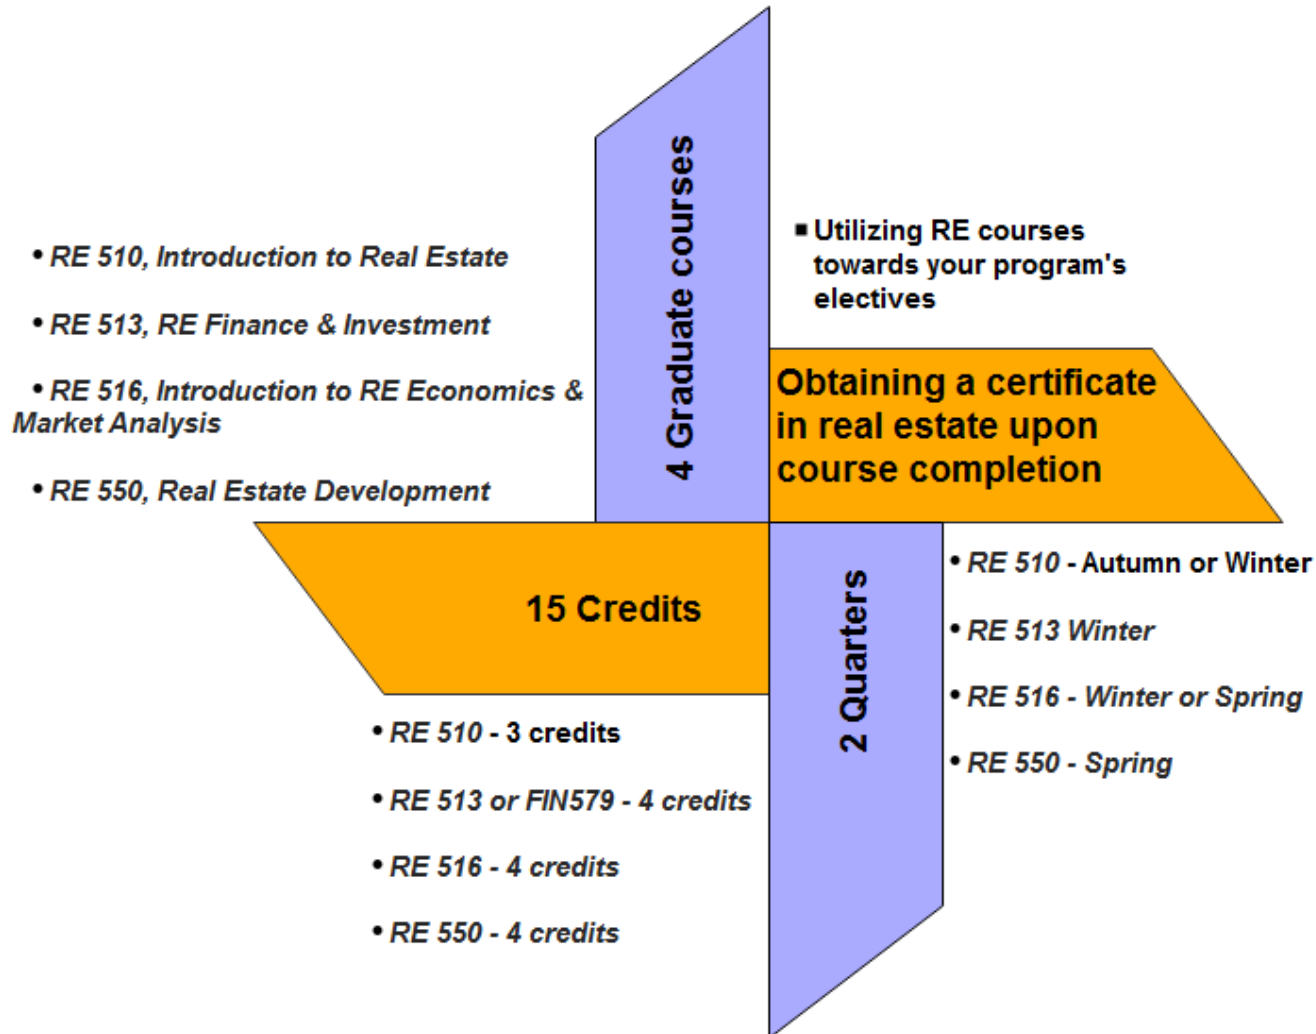 4 Graduate courses
• RE 510, Introduction to Real Estate
• RE 513, RE Finance & Investment
• RE 516, Introduction to RE Economics &
Market Analysis
• RE 550, Real Estate Development
▪ Utilizing RE courses
towards your program's
electives
Obtaining a certificate
in real estate upon
course completion
15 Credits
• RE 510 - 3 credits
• RE 513 or FIN579 - 4 credits
• RE 516 - 4 credits
• RE 550 - 4 credits
2 Quarters
• RE 510 - Autumn or Winter
• RE 513 Winter
• RE 516 - Winter or Spring
• RE 550 - Spring